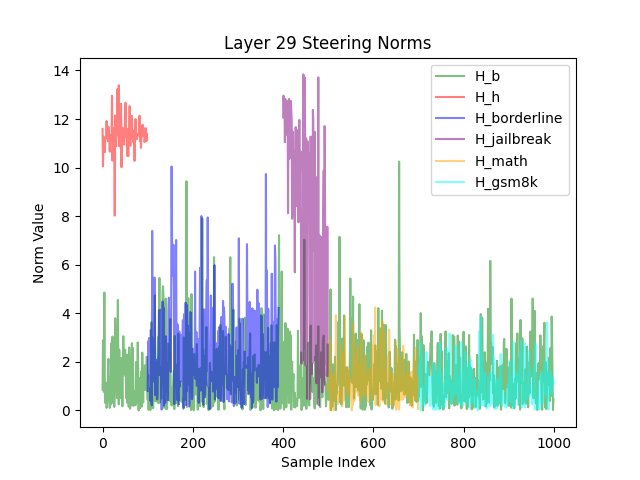 Layer 29 Steering Norms
Norm Value
14
12
10
8
6
4
2
0
H_b
H_h
H_borderline
H_jailbreak
H_math
H_gsm8k
0
200
400
600
800
1000
Sample Index